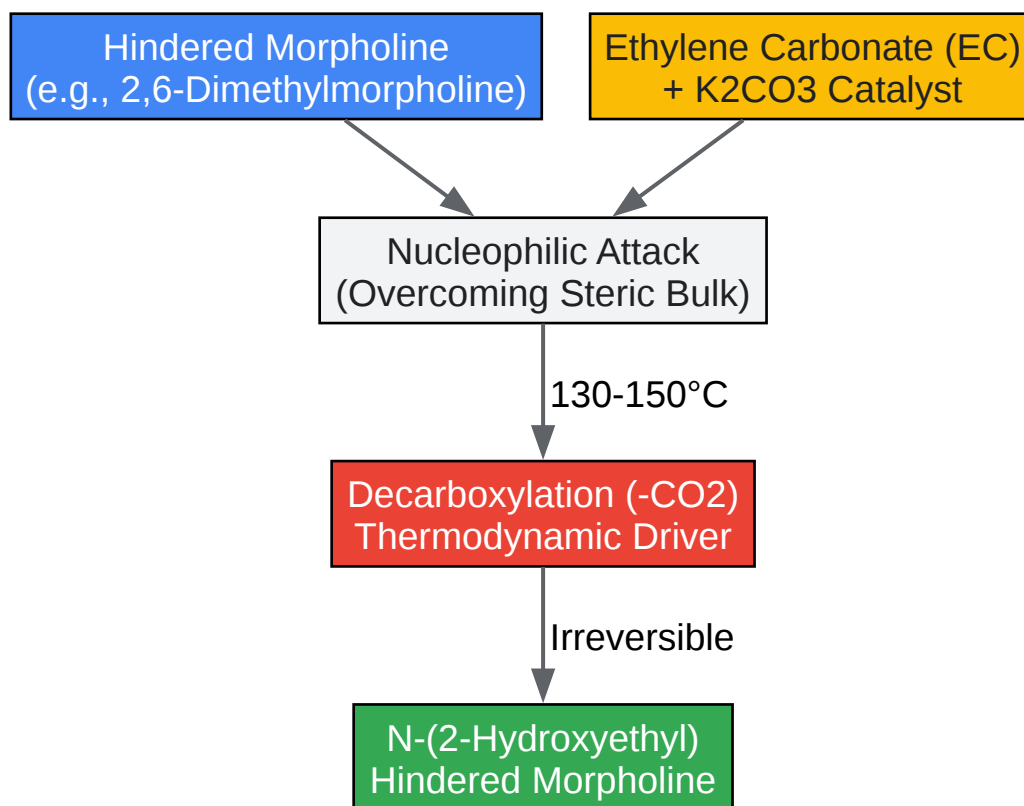 Hindered Morpholine
(e.g., 2,6-Dimethylmorpholine)
Ethylene Carbonate (EC)
+ K2CO3 Catalyst
Nucleophilic Attack
(Overcoming Steric Bulk)
130-150°C
Decarboxylation (-CO2)
Thermodynamic Driver
Irreversible
N-(2-Hydroxyethyl)
Hindered Morpholine